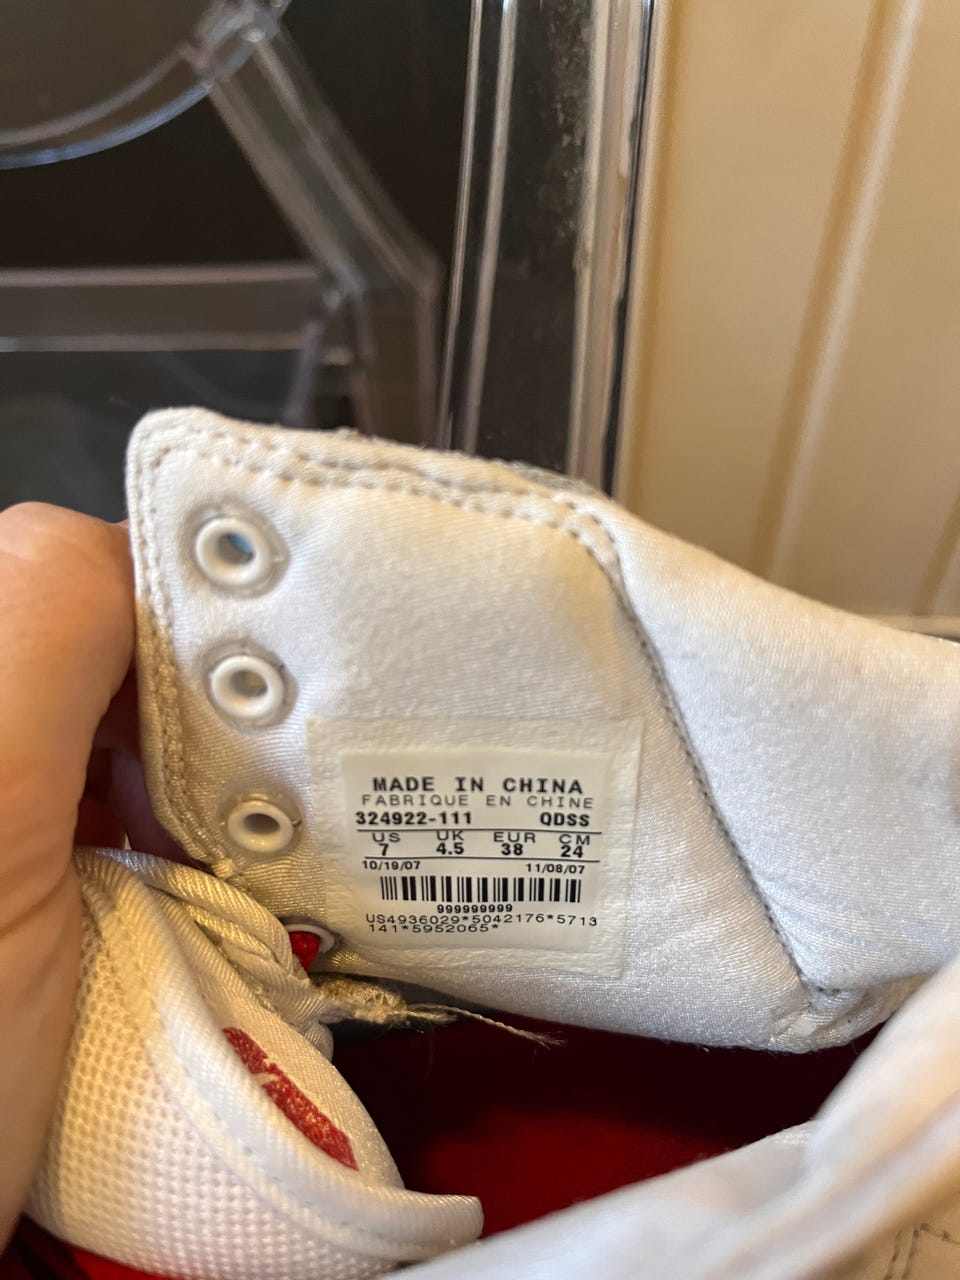 MADE IN CHINA
FABRIQUE EN CHINE
324922-111 QDSS
US UK EUR CM
7 4.5 38 24
10/19/07 11/08/07
999999999
US4936029*5042176*5713
141*5952065*